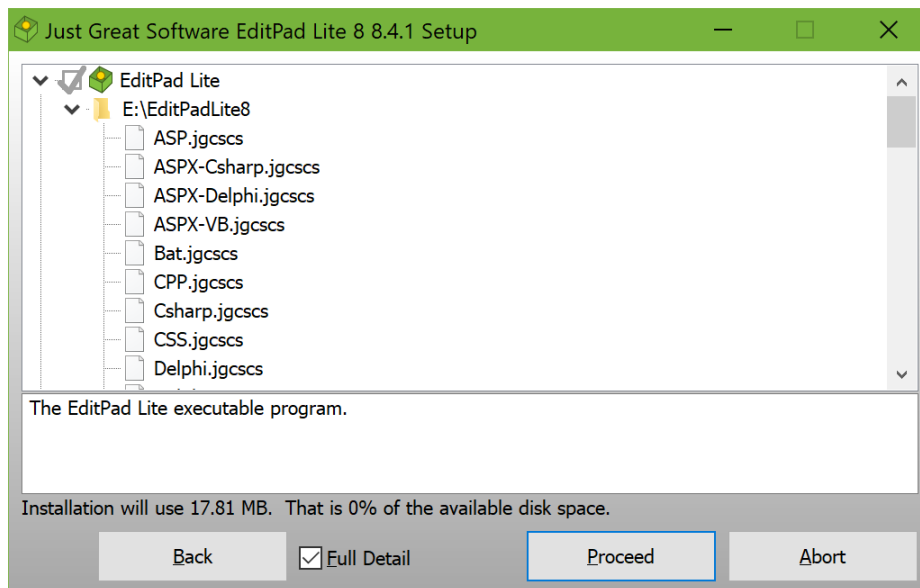 Just Great Software EditPad Lite 8 8.4.1 Setup
EditPad Lite
E:\EditPadLite8
ASP.jgcscs
ASPX-Csharp.jgcscs
ASPX-Delphi.jgcscs
ASPX-VB.jgcscs
Bat.jgcscs
CPP.jgcscs
Csharp.jgcscs
CSS.jgcscs
Delphi.jgcscs
The EditPad Lite executable program.
Installation will use 17.81 MB.  That is 0% of the available disk space.
Back Full Detail Proceed Abort